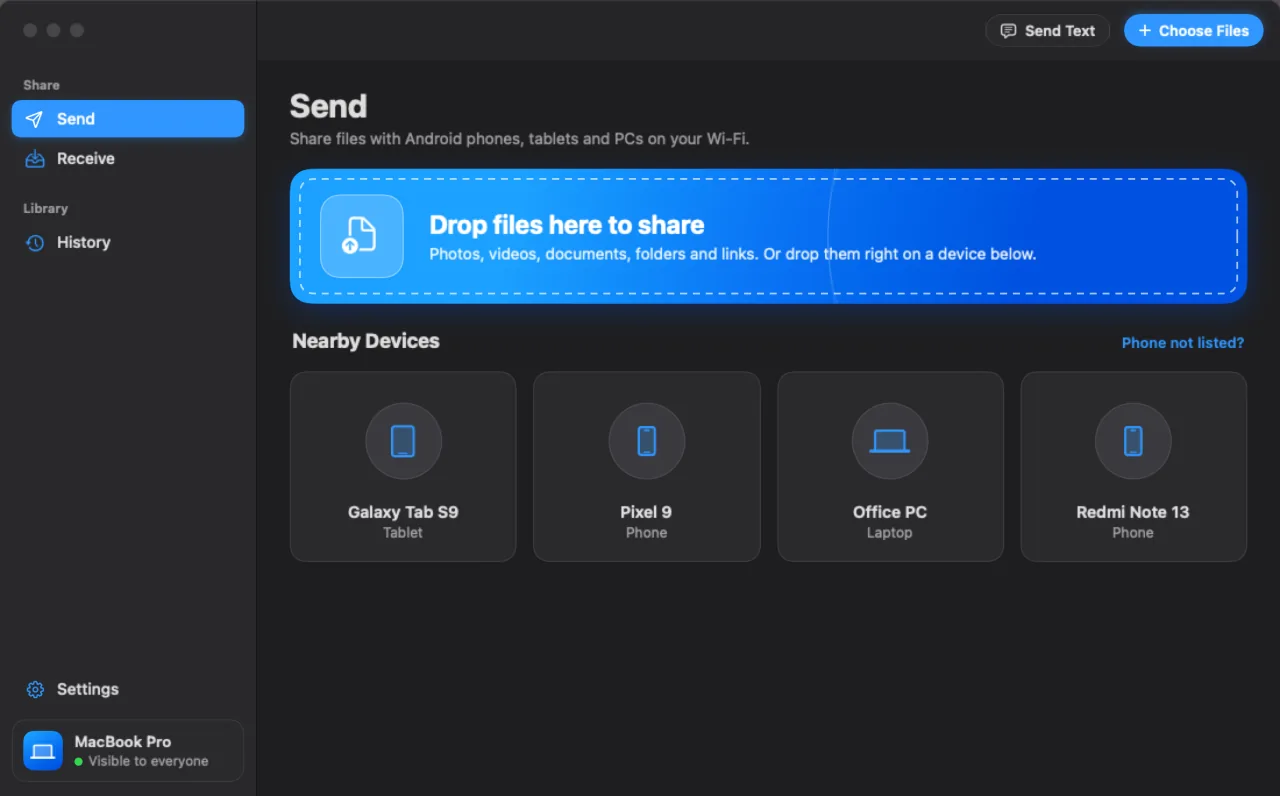 Send Text
Choose Files
Share
Send
Receive
Library
History
Settings
MacBook Pro
Visible to everyone
Send
Share files with Android phones, tablets and PCs on your Wi-Fi.
Drop files here to share
Photos, videos, documents, folders and links. Or drop them right on a device below.
Nearby Devices
Phone not listed?
Galaxy Tab S9
Tablet
Pixel 9
Phone
Office PC
Laptop
Redmi Note 13
Phone